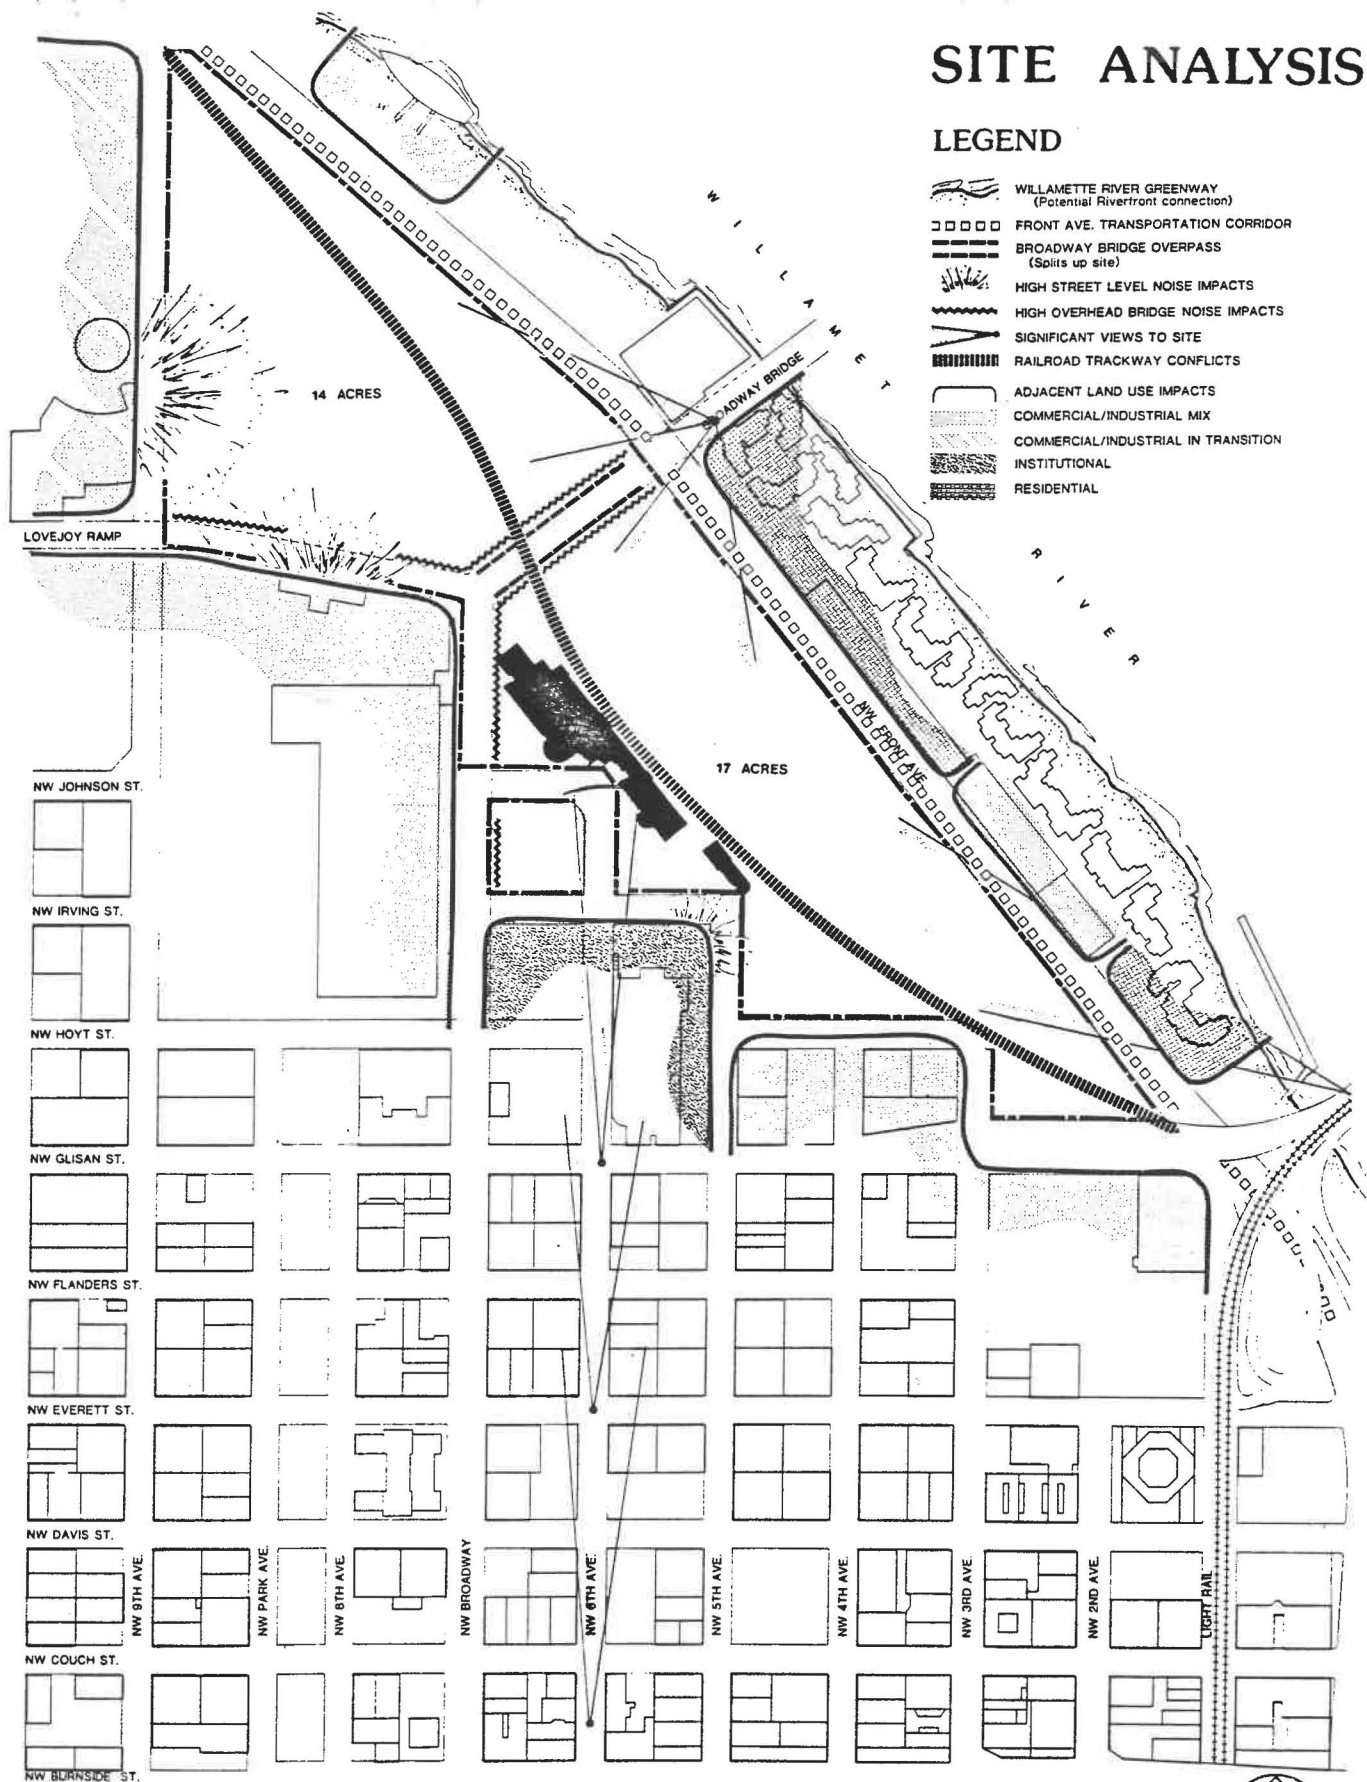 SITE ANALYSIS
LEGEND
WILLAMETTE RIVER GREENWAY
(Potential Riverfront connection)
FRONT AVE. TRANSPORTATION CORRIDOR
BROADWAY BRIDGE OVERPASS
(Splits up site)
HIGH STREET LEVEL NOISE IMPACTS
HIGH OVERHEAD BRIDGE NOISE IMPACTS
SIGNIFICANT VIEWS TO SITE
RAILROAD TRACKWAY CONFLICTS
ADJACENT LAND USE IMPACTS
COMMERCIAL/INDUSTRIAL MIX
COMMERCIAL/INDUSTRIAL IN TRANSITION
INSTITUTIONAL
RESIDENTIAL
WILLAMET
RIVER
ADWAY BRIDGE
14 ACRES
LOVEJOY RAMP
NW FRONT AVE
17 ACRES
NW JOHNSON ST.
NW IRVING ST.
NW HOYT ST.
NW GLISAN ST.
NW FLANDERS ST.
NW EVERETT ST.
NW DAVIS ST.
NW 9TH AVE.
NW PARK AVE.
NW 8TH AVE.
NW BROADWAY
NW 6TH AVE.
NW 5TH AVE.
NW 4TH AVE.
NW 3RD AVE.
NW 2ND AVE.
LIGHT RAIL
NW COUCH ST.
NW BURNSIDE ST.